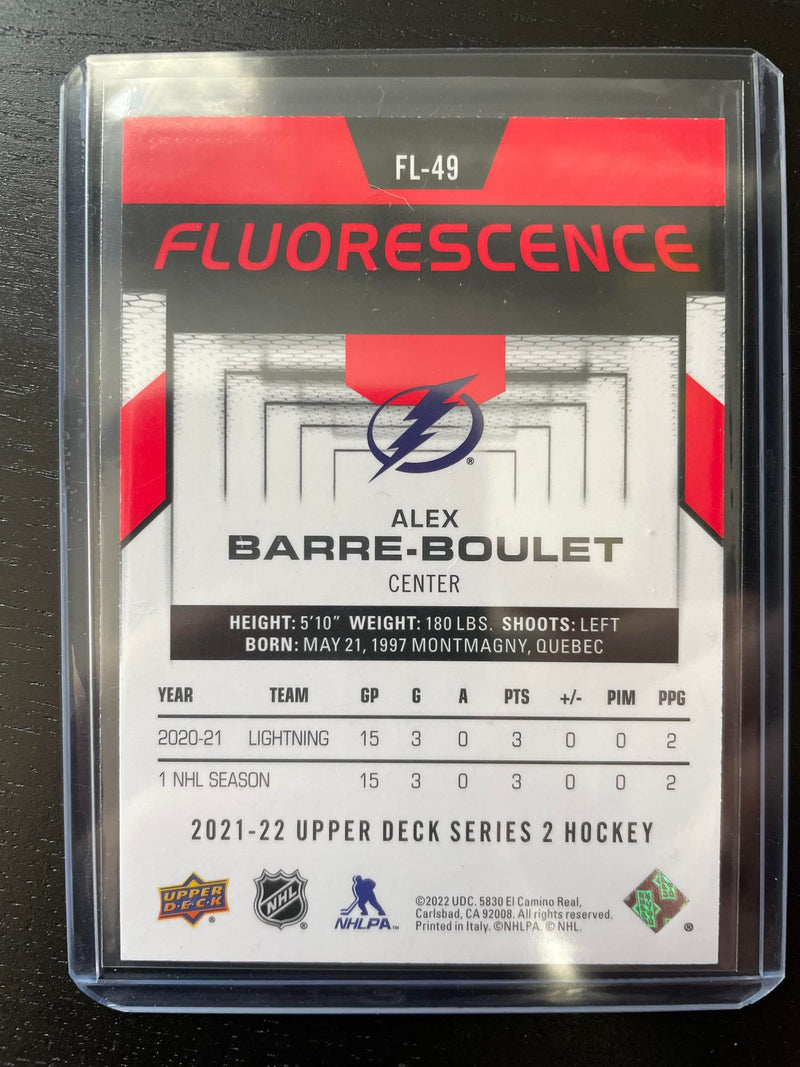 FL-49
FLUORESCENCE
®
ALEX
BARRE-BOULET
CENTER
HEIGHT: 5'10" WEIGHT: 180 LBS. SHOOTS: LEFT
BORN: MAY 21, 1997 MONTMAGNY, QUEBEC
YEAR TEAM GP G A PTS +/- PIM PPG
2020-21 LIGHTNING 15 3 0 3 0 0 2
1 NHL SEASON 15 3 0 3 0 0 2
2021-22 UPPER DECK SERIES 2 HOCKEY
UPPER
D•E•C•K ®
NHL ®
NHLPA™
©2022 UDC. 5830 El Camino Real,
Carlsbad, CA 92008. All rights reserved.
Printed in Italy. ©NHLPA. © NHL.
®